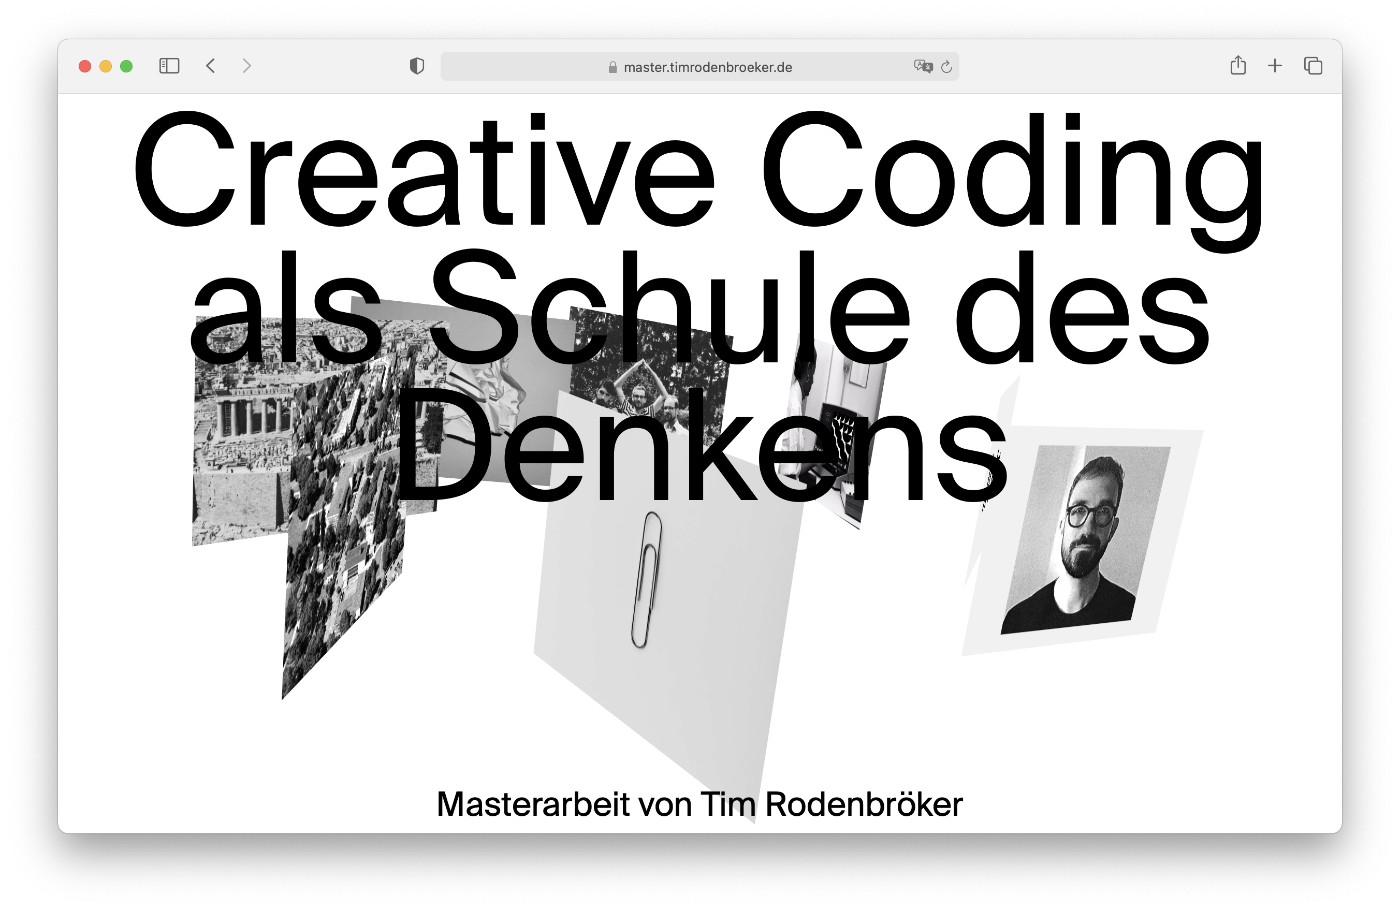 master.timrodenbroeker.de
Creative Coding
als Schule des
Denkens
Masterarbeit von Tim Rodenbröker